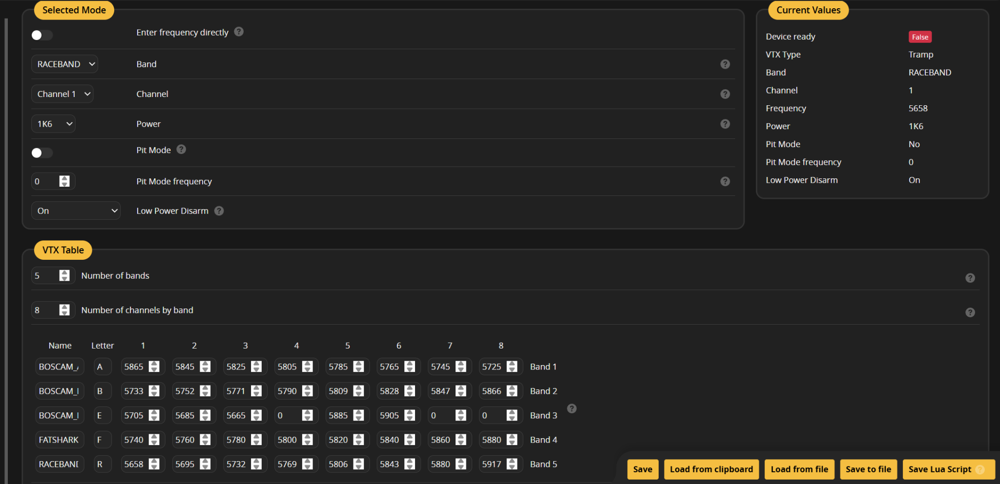 Selected Mode
Enter frequency directly ?
RACEBAND Band ?
Channel 1 Channel ?
1K6 Power ?
Pit Mode ?
0 Pit Mode frequency ?
On Low Power Disarm ?
Current Values
Device ready False
VTX Type Tramp
Band RACEBAND
Channel 1
Frequency 5658
Power 1K6
Pit Mode No
Pit Mode frequency 0
Low Power Disarm On
VTX Table
5 Number of bands ?
8 Number of channels by band ?
Name Letter 1 2 3 4 5 6 7 8
BOSCAM_ A 5865 5845 5825 5805 5785 5765 5745 5725 Band 1
BOSCAM_ B 5733 5752 5771 5790 5809 5828 5847 5866 Band 2
BOSCAM_ E 5705 5685 5665 0 5885 5905 0 0 Band 3 ?
FATSHARK F 5740 5760 5780 5800 5820 5840 5860 5880 Band 4
RACEBAN R 5658 5695 5732 5769 5806 5843 5880 5917 Band 5
Save Load from clipboard Load from file Save to file Save Lua Script ?